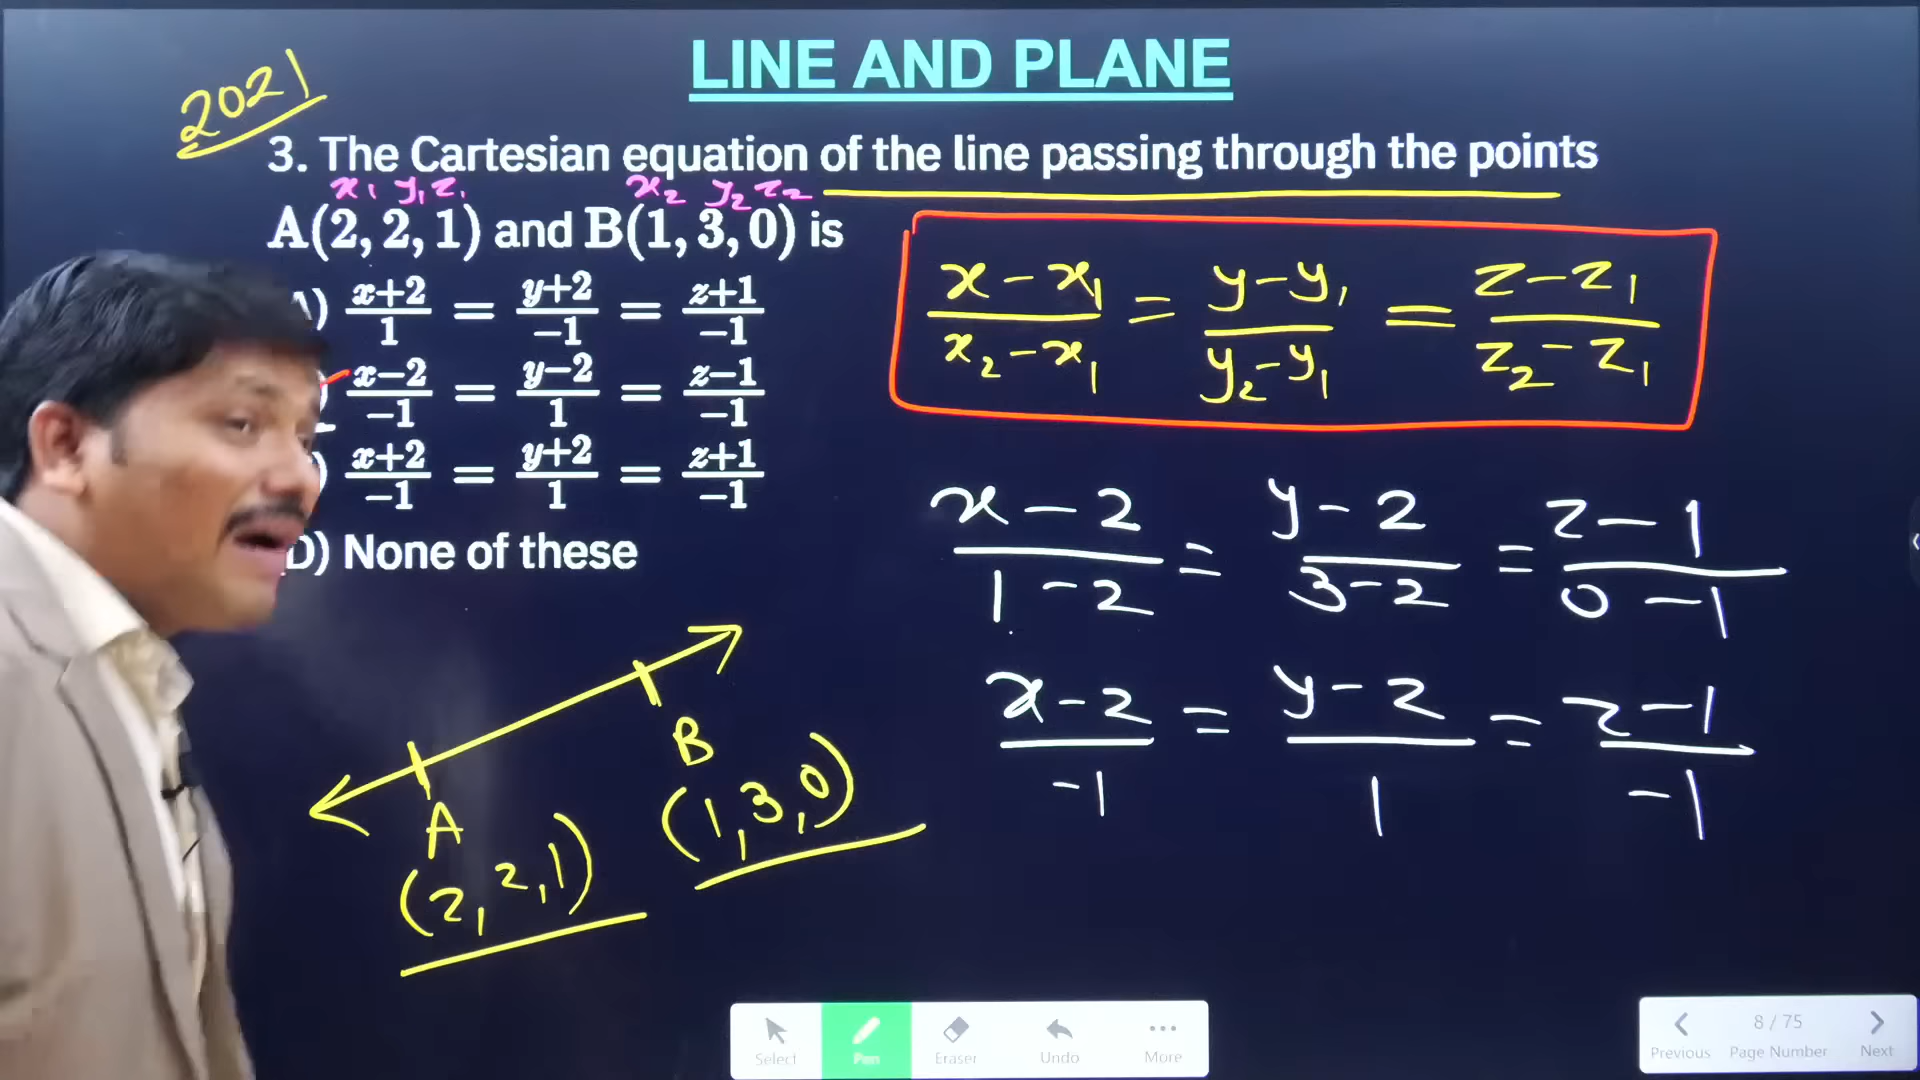 LINE AND PLANE
2021
3. The Cartesian equation of the line passing through the points
x₁ y₁ z₁ x₂ y₂ z₂
A(2, 2, 1) and B(1, 3, 0) is
A) (x+2)/1 = (y+2)/−1 = (z+1)/−1
(x−2)/−1 = (y−2)/1 = (z−1)/−1
) (x+2)/−1 = (y+2)/1 = (z+1)/−1
D) None of these
(x−x₁)/(x₂−x₁) = (y−y₁)/(y₂−y₁) = (z−z₁)/(z₂−z₁)
(x−2)/(1−2) = (y−2)/(3−2) = (z−1)/(0−1)
(x−2)/−1 = (y−2)/1 = (z−1)/−1
B
(1,3,0)
A
(2,2,1)
Select Pen Eraser Undo More
8 / 75
Previous Page Number Next